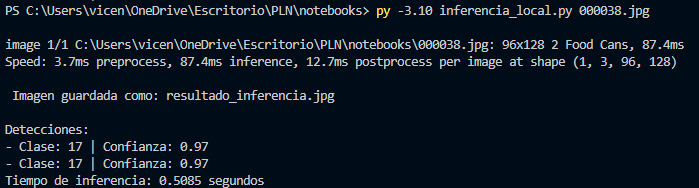 PS C:\Users\vicen\OneDrive\Escritorio\PLN\notebooks> py -3.10 inferencia_local.py 000038.jpg
image 1/1 C:\Users\vicen\OneDrive\Escritorio\PLN\notebooks\000038.jpg: 96x128 2 Food Cans, 87.4ms
Speed: 3.7ms preprocess, 87.4ms inference, 12.7ms postprocess per image at shape (1, 3, 96, 128)
Imagen guardada como: resultado_inferencia.jpg
Detecciones:
- Clase: 17 | Confianza: 0.97
- Clase: 17 | Confianza: 0.97
Tiempo de inferencia: 0.5085 segundos